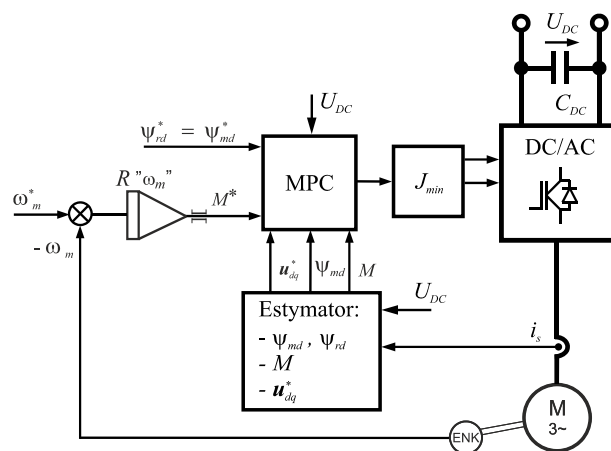 U_DC
C_DC
U_DC
ψ*_rd = ψ*_md
DC/AC
R "ω_m"
MPC
J_min
ω*_m
M*
- ω_m
u*_dq ψ_md M
Estymator:
- ψ_md , ψ_rd
- M
- u*_dq
U_DC
i_s
M
3~
ENK